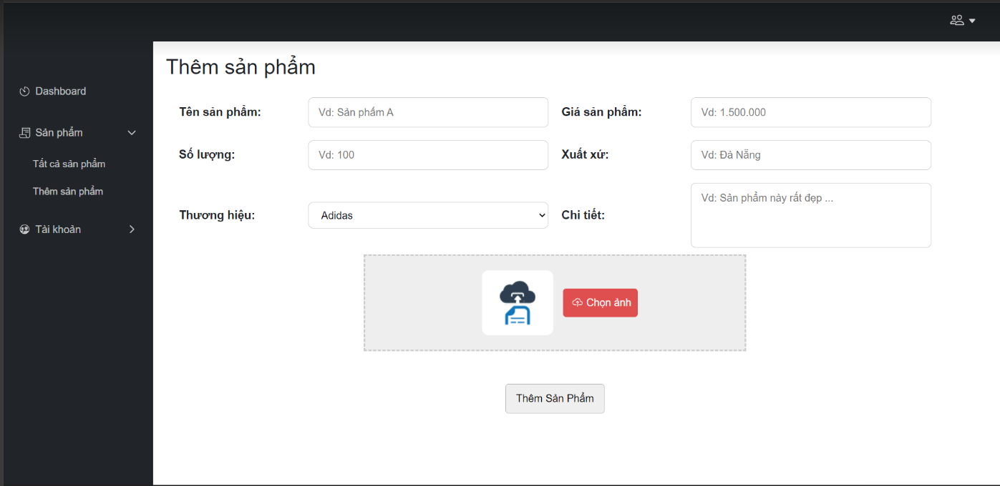 Dashboard
Sản phẩm
Tất cả sản phẩm
Thêm sản phẩm
Tài khoản
Thêm sản phẩm
Tên sản phẩm:
Vd: Sản phẩm A
Giá sản phẩm:
Vd: 1.500.000
Số lượng:
Vd: 100
Xuất xứ:
Vd: Đà Nẵng
Thương hiệu:
Adidas
Chi tiết:
Vd: Sản phẩm này rất đẹp ...
Chọn ảnh
Thêm Sản Phẩm